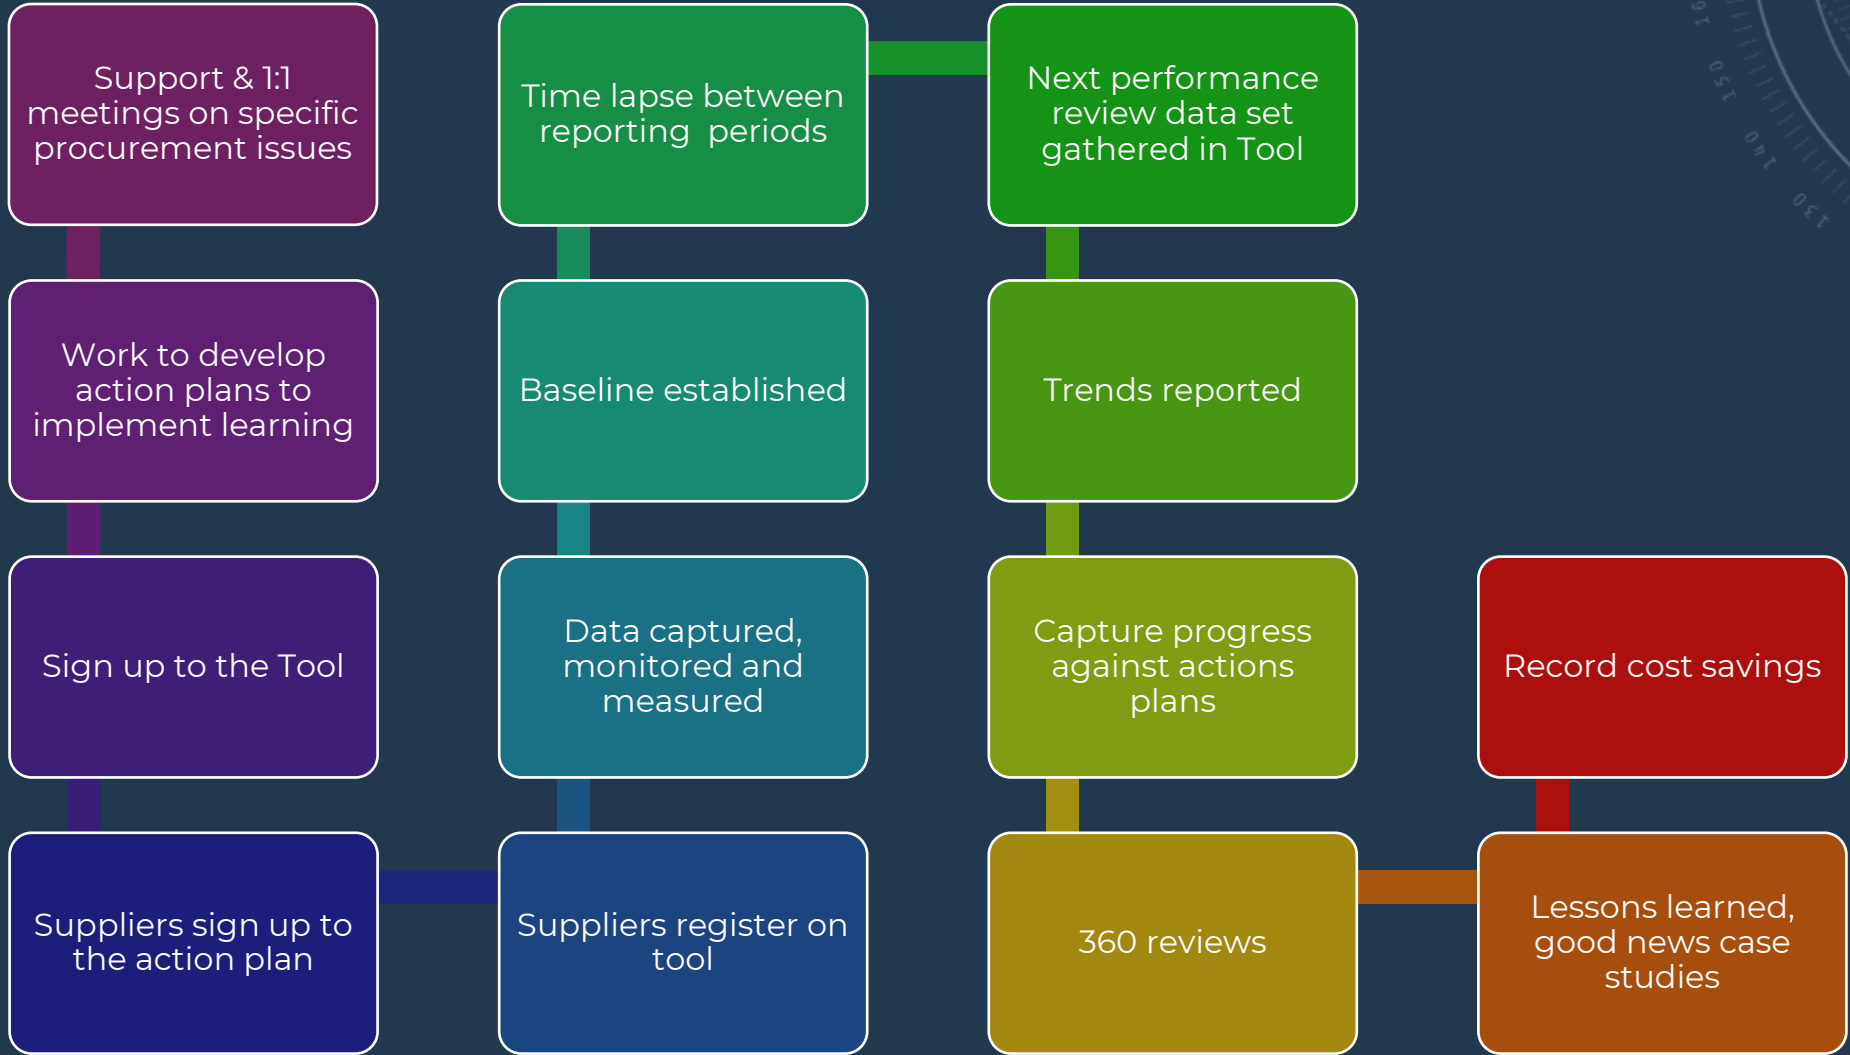 Support & 1:1
meetings on specific
procurement issues
Work to develop
action plans to
implement learning
Sign up to the Tool
Suppliers sign up to
the action plan
Suppliers register on
tool
Data captured,
monitored and
measured
Baseline established
Time lapse between
reporting  periods
Next performance
review data set
gathered in Tool
Trends reported
Capture progress
against actions
plans
360 reviews
Lessons learned,
good news case
studies
Record cost savings
150
140
130